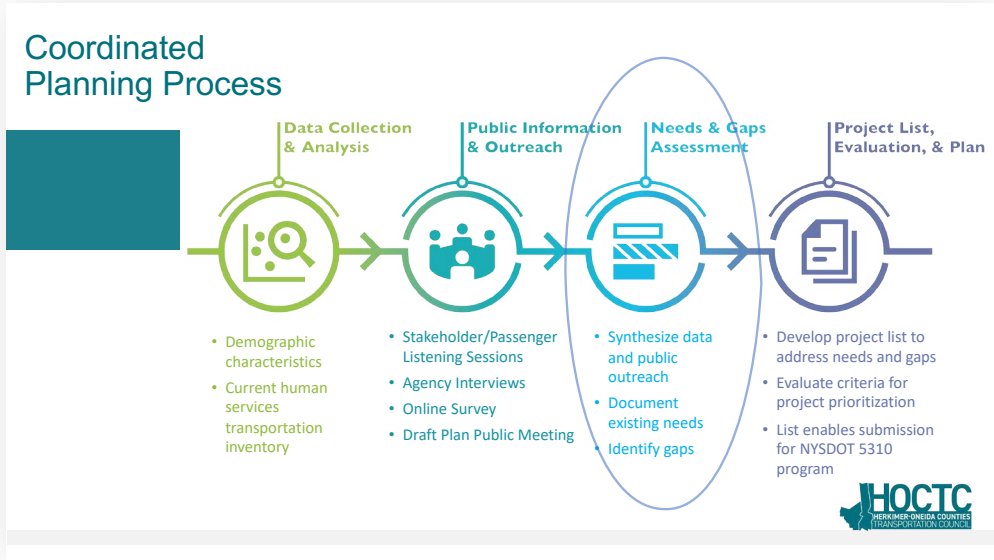 Coordinated
Planning Process
Data Collection
& Analysis
Public Information
& Outreach
Needs & Gaps
Assessment
Project List,
Evaluation, & Plan
• Demographic
characteristics
• Current human
services
transportation
inventory
• Stakeholder/Passenger
Listening Sessions
• Agency Interviews
• Online Survey
• Draft Plan Public Meeting
• Synthesize data
and public
outreach
• Document
existing needs
• Identify gaps
• Develop project list to
address needs and gaps
• Evaluate criteria for
project prioritization
• List enables submission
for NYSDOT 5310
program
HOCTC
HERKIMER-ONEIDA COUNTIES
TRANSPORTATION COUNCIL